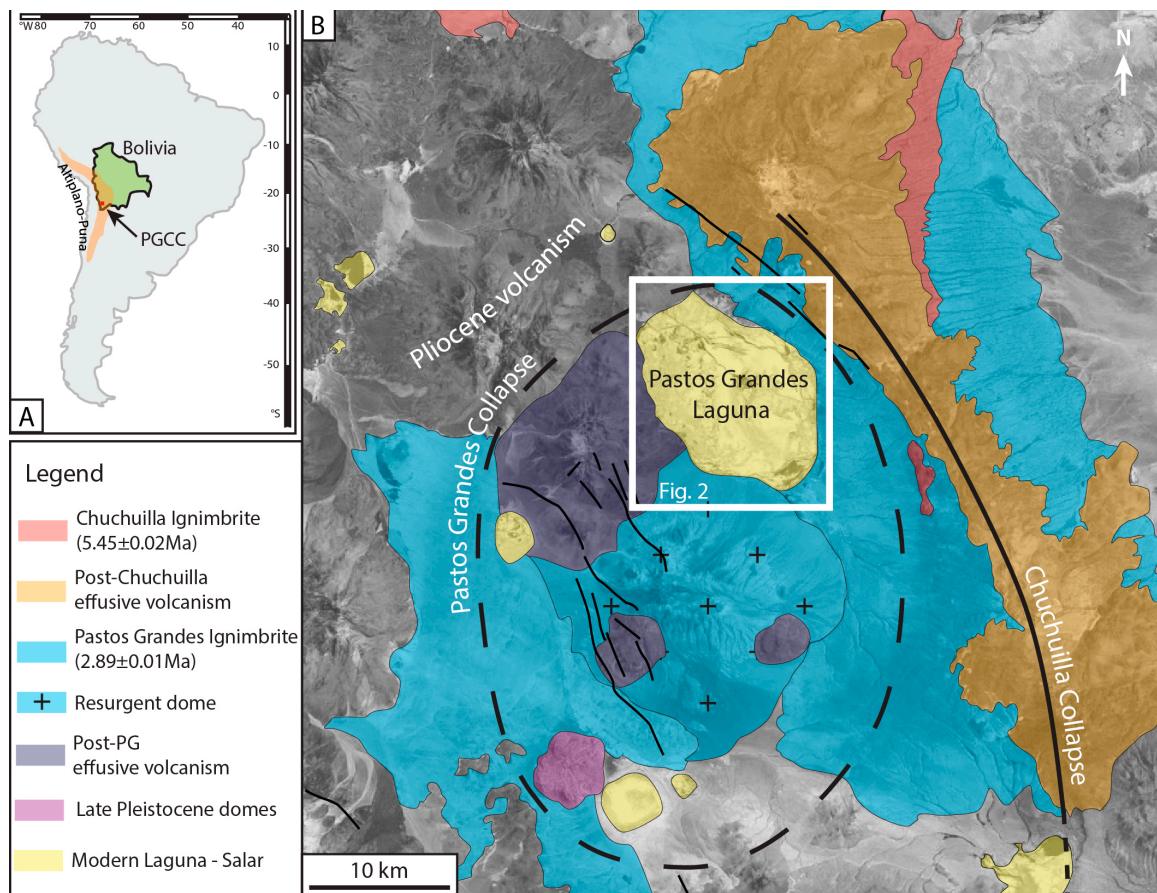 °W80 70 60 50 40
10
0
-10
-20
-30
-40
-50
°S
Bolivia
Altiplano-Puna
PGCC
A
B
N
Pliocene volcanism
Pastos Grandes Collapse
Pastos Grandes
Laguna
Fig. 2
Chuchuilla Collapse
10 km
Legend
Chuchuilla Ignimbrite
(5.45±0.02Ma)
Post-Chuchuilla
effusive volcanism
Pastos Grandes Ignimbrite
(2.89±0.01Ma)
Resurgent dome
Post-PG
effusive volcanism
Late Pleistocene domes
Modern Laguna - Salar